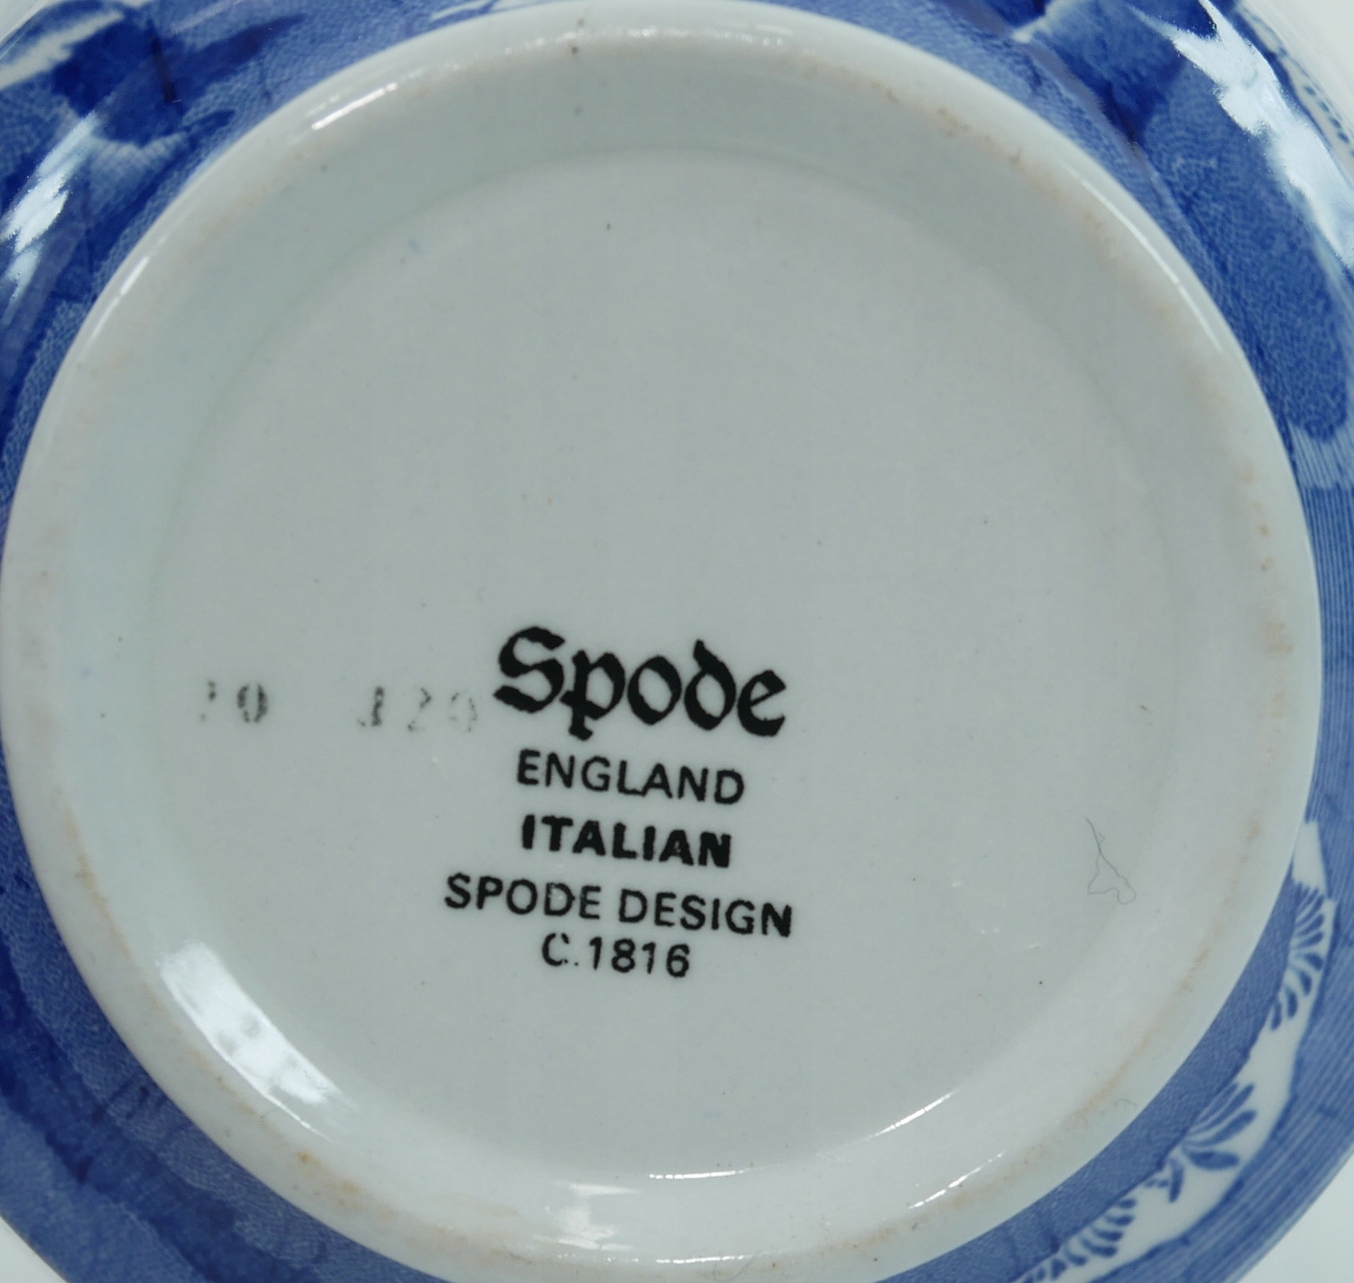 Spode
ENGLAND
ITALIAN
SPODE DESIGN
C.1816